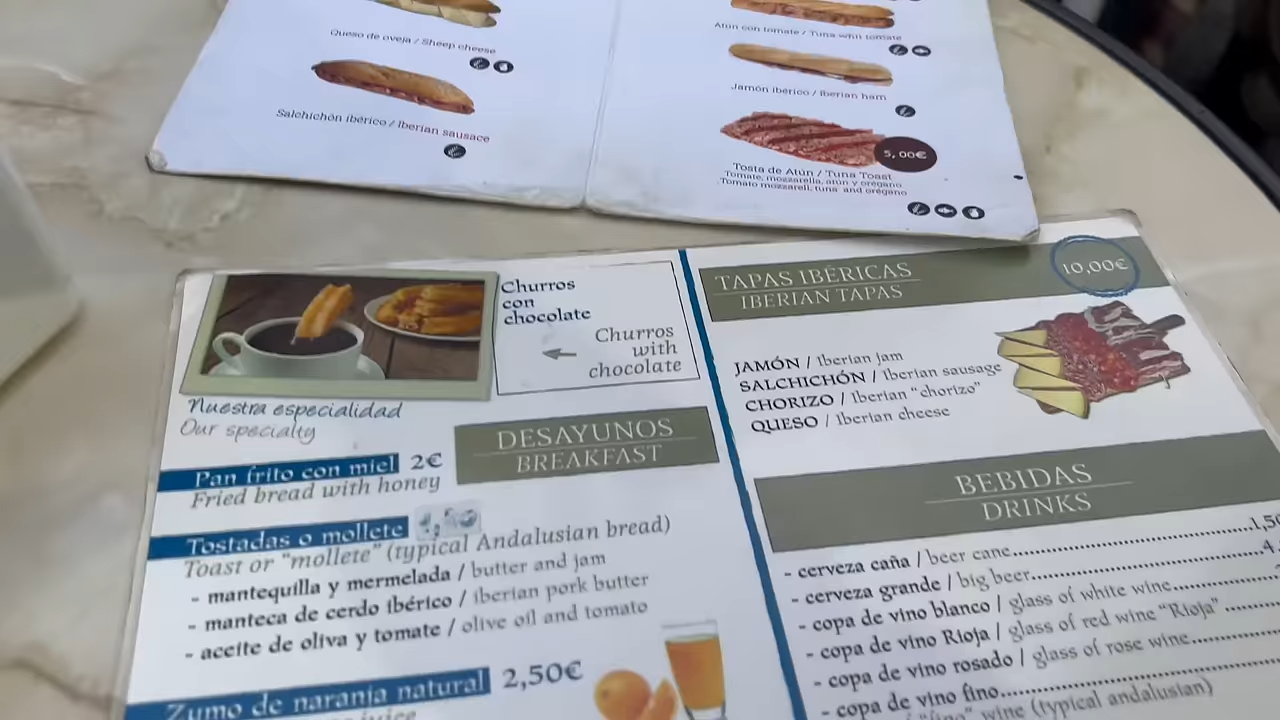 Queso de oveja / Sheep cheese
Salchichón ibérico / Iberian sausace
Atún con tomate / Tuna whit tomate
Jamón ibérico / Iberian ham
5,00€
Tosta de Atún / Tuna Toast
Tomate, mozzarella, atún y orégano
Tomato mozzarell, tuna and oregano
Churros
con
chocolate
Churros
with
chocolate
Nuestra especialidad
Our specialty
DESAYUNOS
BREAKFAST
Pan frito con miel 2€
Fried bread with honey
Tostadas o mollete
Toast or "mollete" (typical Andalusian bread)
- mantequilla y mermelada / butter and jam
- manteca de cerdo ibérico / iberian pork butter
- aceite de oliva y tomate / olive oil and tomato
Zumo de naranja natural 2,50€
juice
TAPAS IBÉRICAS
IBERIAN TAPAS
10,00€
JAMÓN / Iberian jam
SALCHICHÓN / Iberian sausage
CHORIZO / Iberian "chorizo"
QUESO / Iberian cheese
BEBIDAS
DRINKS
- cerveza caña / beer cane
- cerveza grande / big beer
- copa de vino blanco / glass of white wine
- copa de vino Rioja / glass of red wine "Rioja"
- copa de vino rosado / glass of rose wine
- copa de vino fino
"fino" wine (typical andalusian)